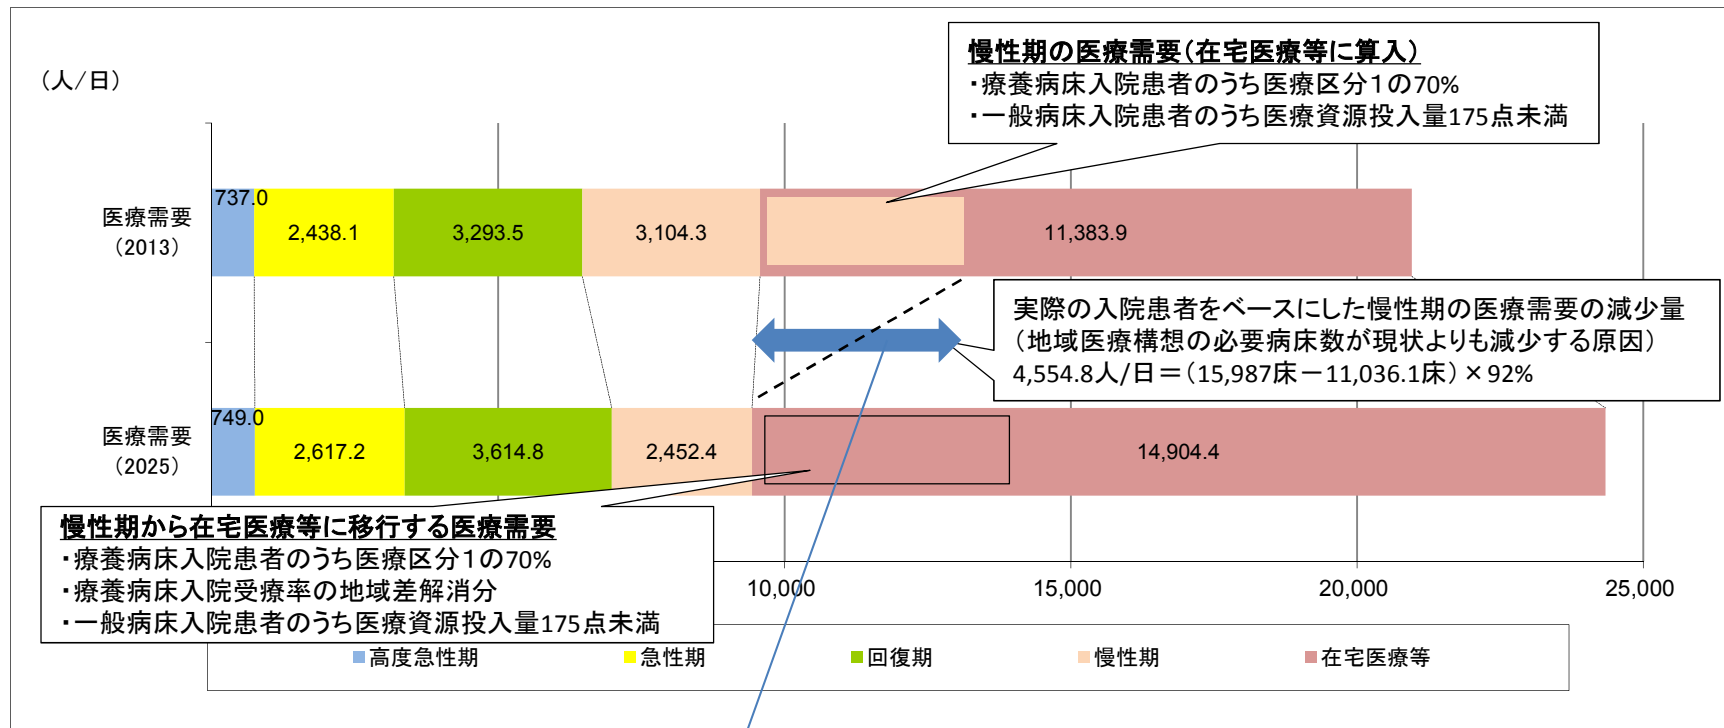 慢性期の医療需要(在宅医療等に算入)
・療養病床入院患者のうち医療区分1の70%
・一般病床入院患者のうち医療資源投入量175点未満
(人/日)
医療需要
(2013)
737.0
2,438.1
3,293.5
3,104.3
11,383.9
実際の入院患者をベースにした慢性期の医療需要の減少量
(地域医療構想の必要病床数が現状よりも減少する原因)
4,554.8人/日=(15,987床-11,036.1床)×92%
医療需要
(2025)
749.0
2,617.2
3,614.8
2,452.4
14,904.4
慢性期から在宅医療等に移行する医療需要
・療養病床入院患者のうち医療区分1の70%
・療養病床入院受療率の地域差解消分
・一般病床入院患者のうち医療資源投入量175点未満
10,000
15,000
20,000
25,000
高度急性期
急性期
回復期
慢性期
在宅医療等